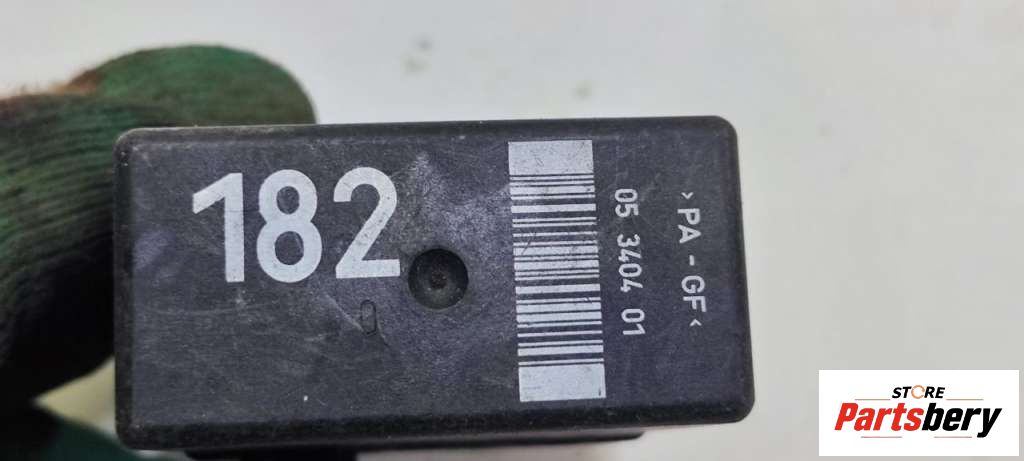 182
05 3404 01
>PA-GF<
STORE
Partsbery